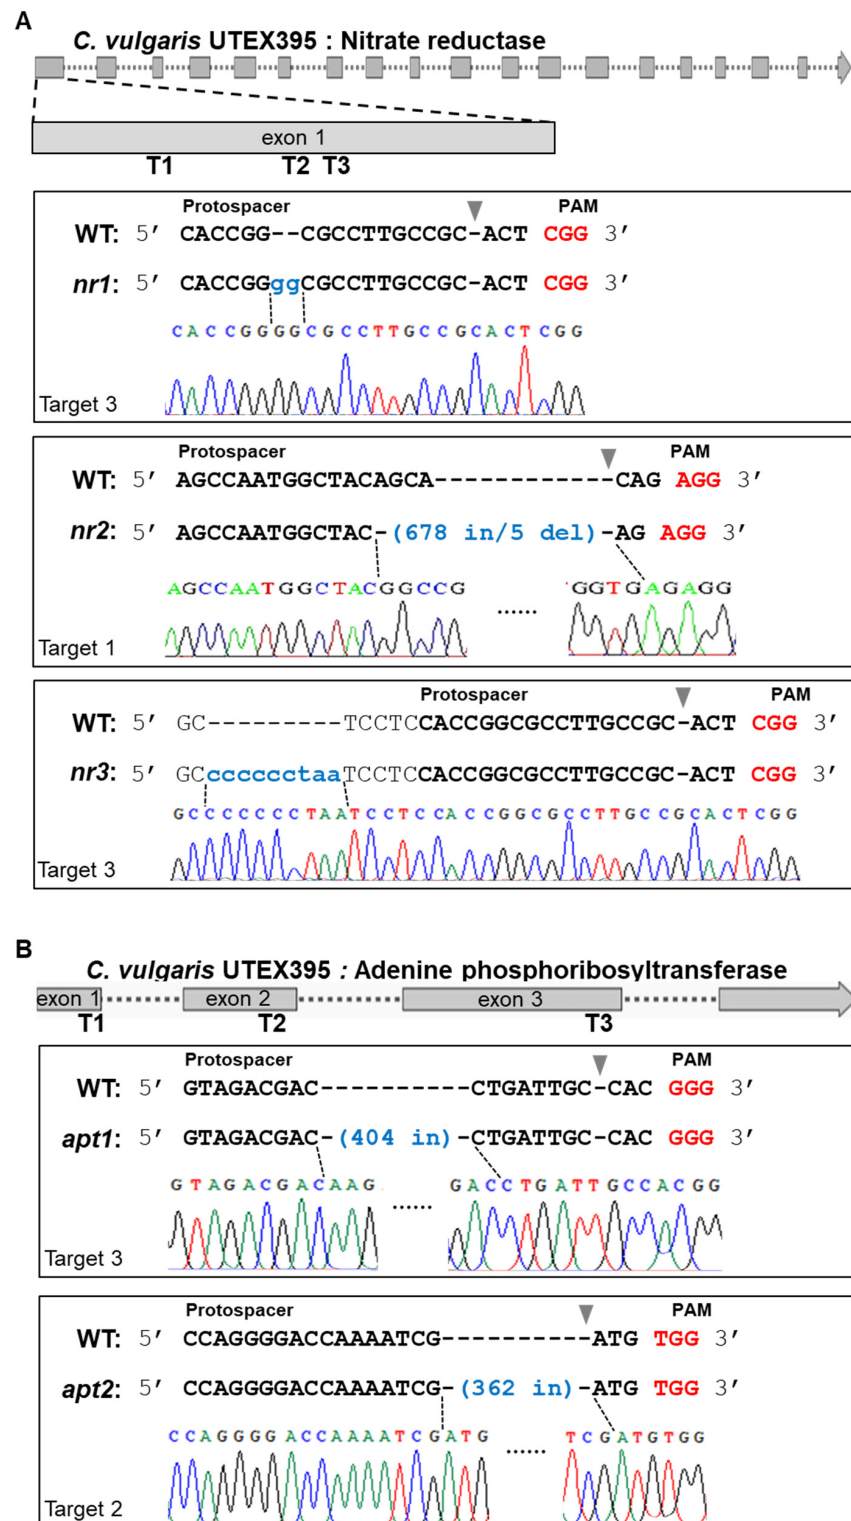 A
C. vulgaris UTEX395 : Nitrate reductase
exon 1
T1 T2 T3
Protospacer PAM
WT: 5′ CACCGG--CGCCTTGCCGC-ACT CGG 3′
nr1: 5′ CACCGGggCGCCTTGCCGC-ACT CGG 3′
CACCGGGGCGCCTTGCCGCACTCGG
Target 3
Protospacer PAM
WT: 5′ AGCCAATGGCTACAGCA------------CAG AGG 3′
nr2: 5′ AGCCAATGGCTAC-(678 in/5 del)-AG AGG 3′
AGCCAATGGCTACGGCCG ...... GGTGAGAGG
Target 1
Protospacer PAM
WT: 5′ GC---------TCCTCCACCGGCGCCTTGCCGC-ACT CGG 3′
nr3: 5′ GCccccccctaaTCCTCCACCGGCGCCTTGCCGC-ACT CGG 3′
GCCCCCCCTAATCCTCCACCGGCGCCTTGCCGCACTCGG
Target 3
B
C. vulgaris UTEX395 : Adenine phosphoribosyltransferase
exon 1 exon 2 exon 3
T1 T2 T3
Protospacer PAM
WT: 5′ GTAGACGAC----------CTGATTGC-CAC GGG 3′
apt1: 5′ GTAGACGAC-(404 in)-CTGATTGC-CAC GGG 3′
GTAGACGACAAG ...... GACCTGATTGCCACGG
Target 3
Protospacer PAM
WT: 5′ CCAGGGGACCAAAATCG----------ATG TGG 3′
apt2: 5′ CCAGGGGACCAAAATCG-(362 in)-ATG TGG 3′
CCAGGGGACCAAAATCGATG ...... TCGATGTGG
Target 2